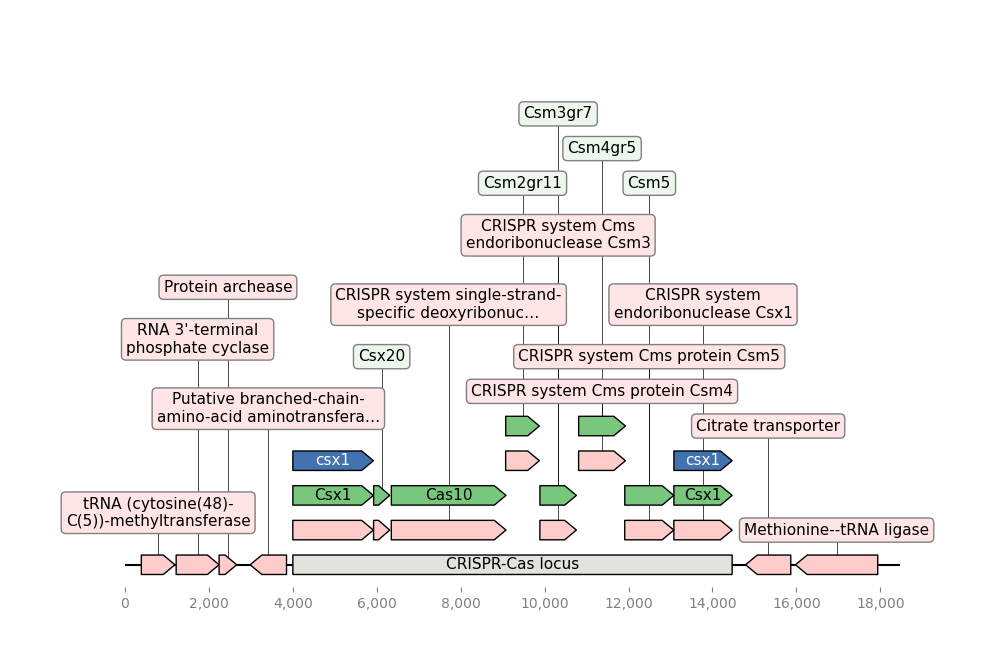 Csm3gr7
Csm4gr5
Csm2gr11
Csm5
CRISPR system Cms
endoribonuclease Csm3
Protein archease
CRISPR system single-strand-
specific deoxyribonuc...
CRISPR system
endoribonuclease Csx1
RNA 3'-terminal
phosphate cyclase
Csx20
CRISPR system Cms protein Csm5
CRISPR system Cms protein Csm4
Putative branched-chain-
amino-acid aminotransfera...
Citrate transporter
csx1
csx1
Csx1
Cas10
Csx1
tRNA (cytosine(48)-
C(5))-methyltransferase
Methionine--tRNA ligase
CRISPR-Cas locus
0
2,000
4,000
6,000
8,000
10,000
12,000
14,000
16,000
18,000